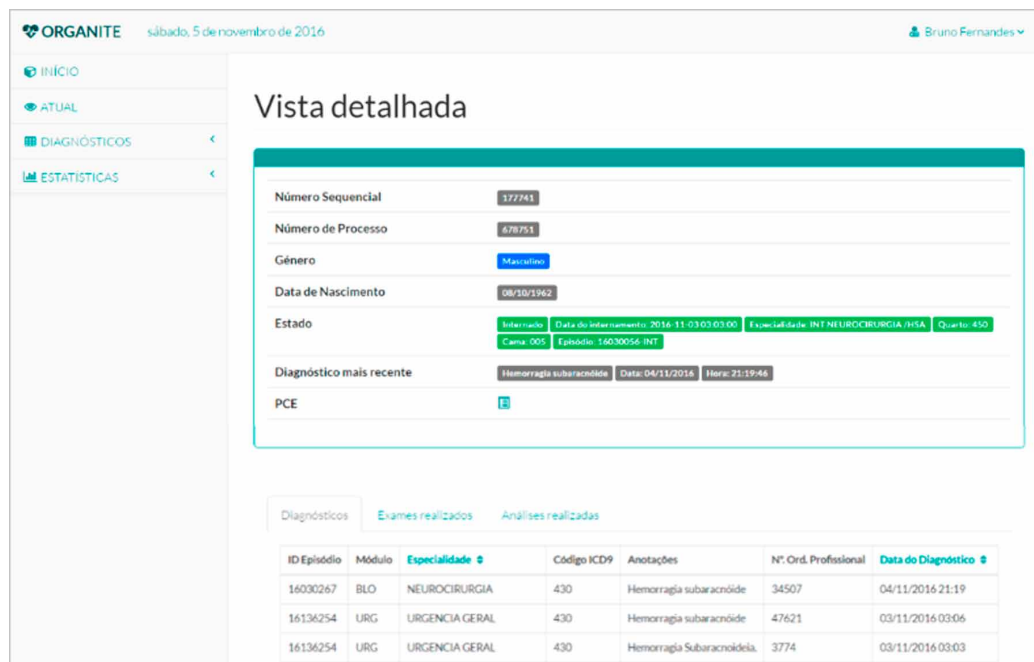 ORGANITE sábado, 5 de novembro de 2016 Bruno Fernandes
INÍCIO
ATUAL
DIAGNÓSTICOS
ESTATÍSTICAS
Vista detalhada
Número Sequencial 177741
Número de Processo 678751
Género Masculino
Data de Nascimento 08/10/1962
Estado Internado Data do internamento: 2016-11-03 03:03:00 Especialidade: INT NEUROCIRURGIA /HSA Quarto: 450
Cama: 005 Episódio: 16030056-INT
Diagnóstico mais recente Hemorragia subaracnóide Data: 04/11/2016 Hora: 21:19:46
PCE
Diagnósticos Exames realizados Análises realizadas
ID Episódio Módulo Especialidade Código ICD9 Anotações Nº. Ord. Profissional Data do Diagnóstico
16030267 BLO NEUROCIRURGIA 430 Hemorragia subaracnóide 34507 04/11/2016 21:19
16136254 URG URGENCIA GERAL 430 Hemorragia subaracnóide 47621 03/11/2016 03:06
16136254 URG URGENCIA GERAL 430 Hemorragia Subaracnoideia. 3774 03/11/2016 03:03